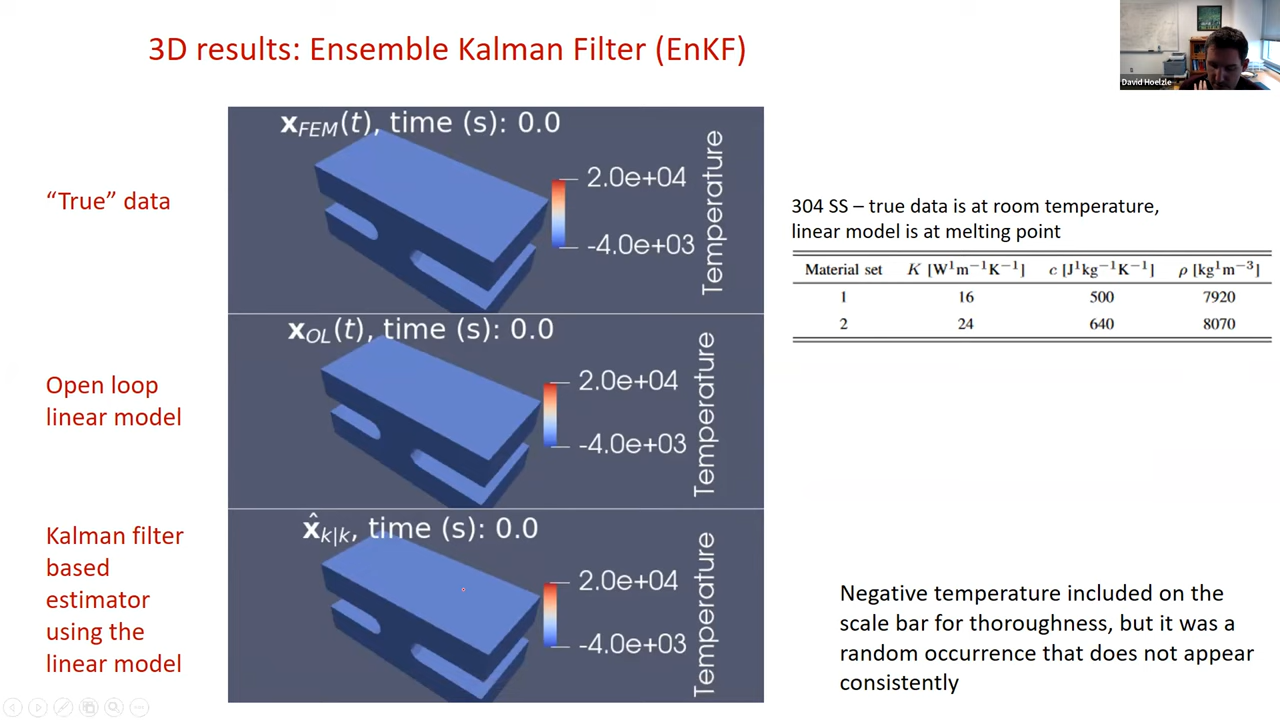 3D results: Ensemble Kalman Filter (EnKF)
David Hoelzle
x_FEM(t), time (s): 0.0
2.0e+04
-4.0e+03
Temperature
“True” data
304 SS – true data is at room temperature,
linear model is at melting point
Material set K [W¹m⁻¹K⁻¹] c [J¹kg⁻¹K⁻¹] ρ [kg¹m⁻³]
1 16 500 7920
2 24 640 8070
x_OL(t), time (s): 0.0
2.0e+04
-4.0e+03
Temperature
Open loop
linear model
x̂_k|k, time (s): 0.0
2.0e+04
-4.0e+03
Temperature
Kalman filter
based
estimator
using the
linear model
Negative temperature included on the
scale bar for thoroughness, but it was a
random occurrence that does not appear
consistently